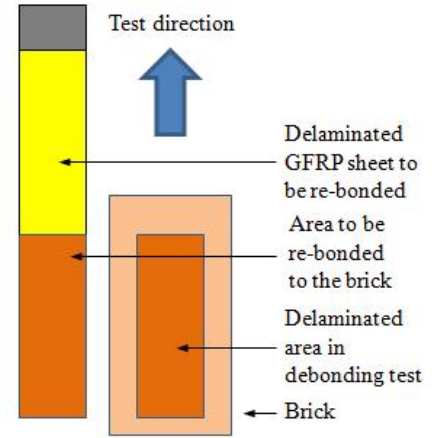 Test direction
Delaminated
GFRP sheet to
be re-bonded
Area to be
re-bonded
to the brick
Delaminated
area in
debonding test
Brick